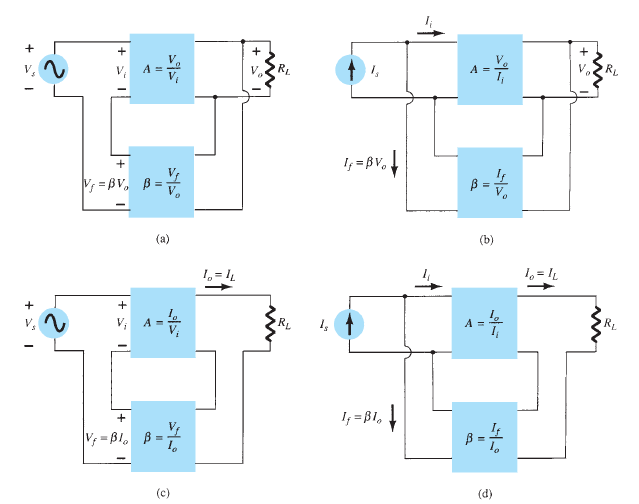 +
V_s
−
+
V_i
−
A = V_o/V_i
+
V_o
−
R_L
+
V_f = βV_o
−
β = V_f/V_o
(a)
I_i
I_s
A = V_o/I_i
+
V_o
−
R_L
I_f = βV_o
β = I_f/V_o
(b)
I_o = I_L
+
V_s
−
+
V_i
−
A = I_o/V_i
R_L
+
V_f = βI_o
−
β = V_f/I_o
(c)
I_i
I_o = I_L
I_s
A = I_o/I_i
R_L
I_f = βI_o
β = I_f/I_o
(d)